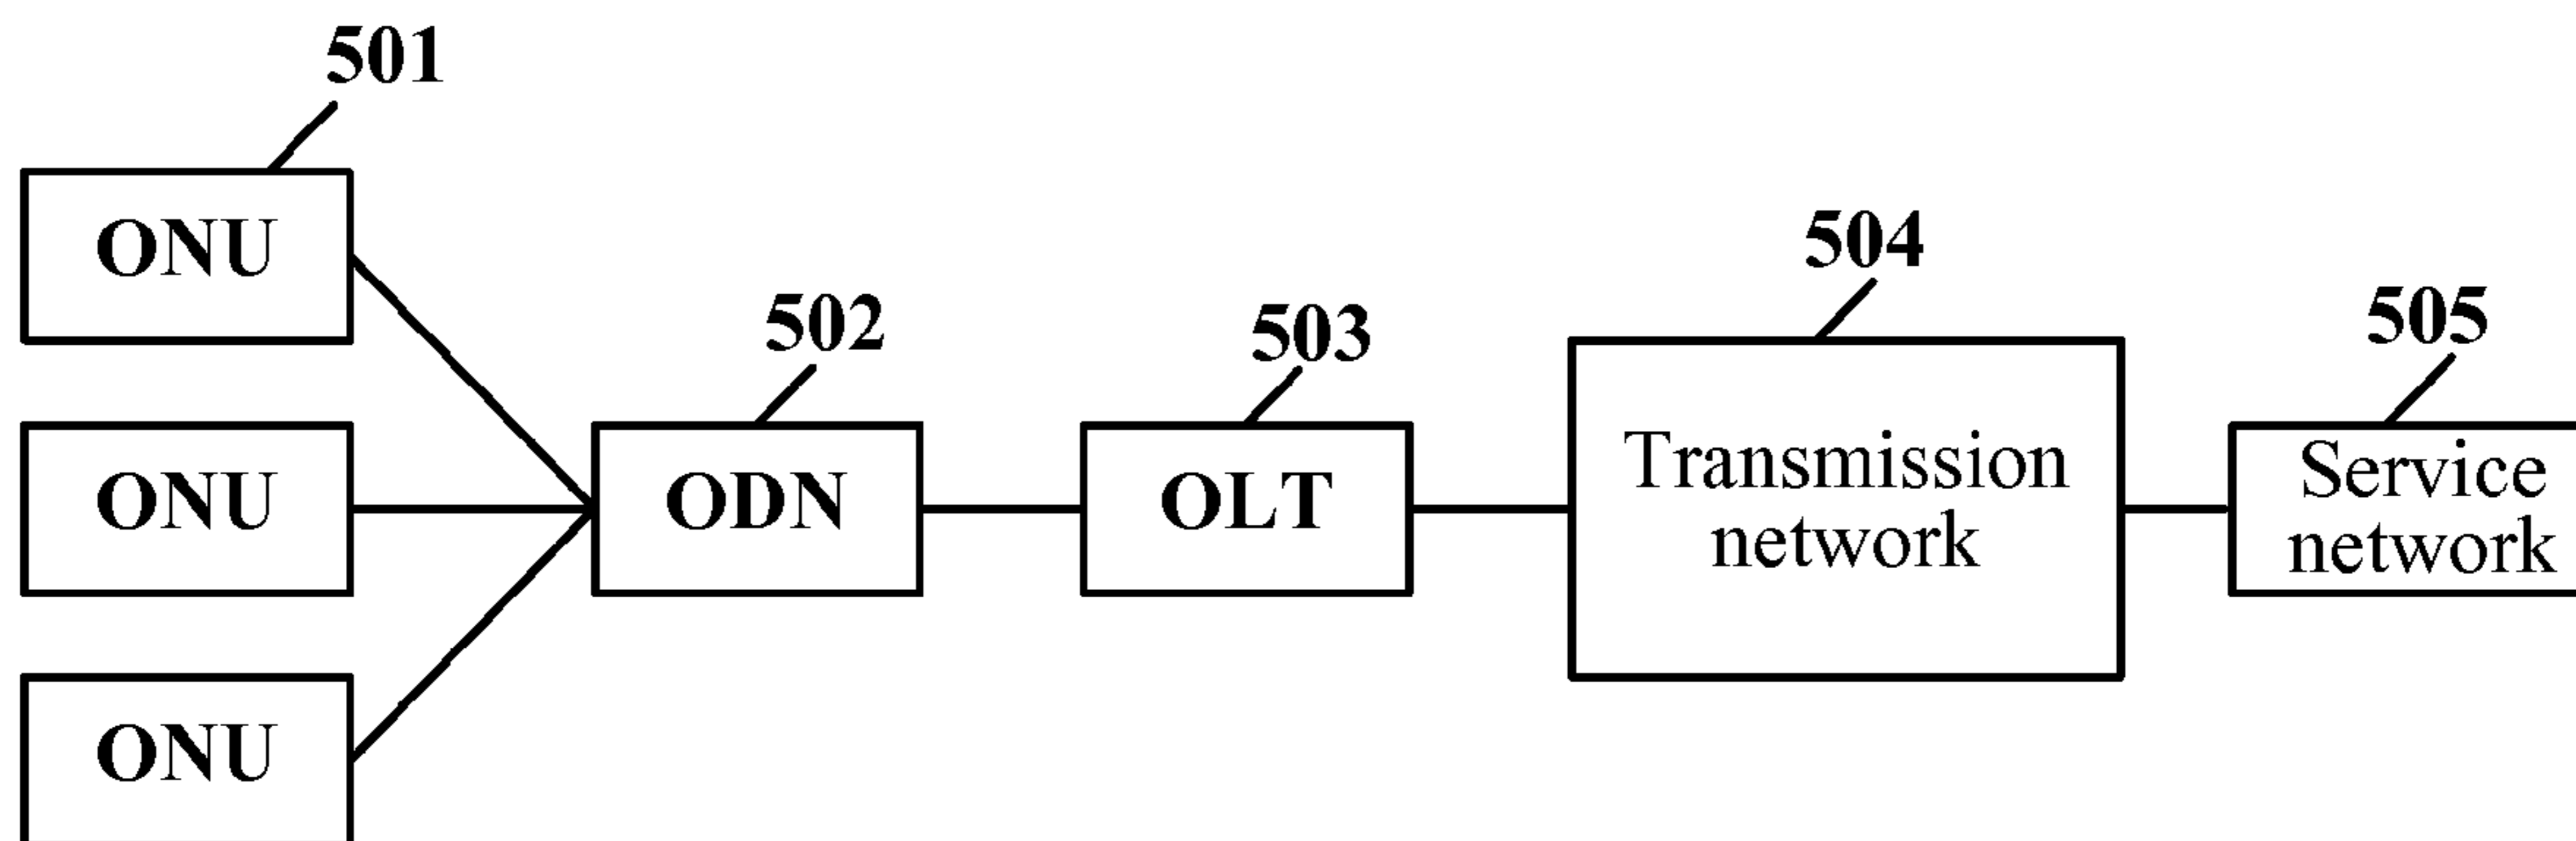 501
ONU
502
503
504
505
ONU
ODN
OLT
Transmission
network
Service
network
ONU